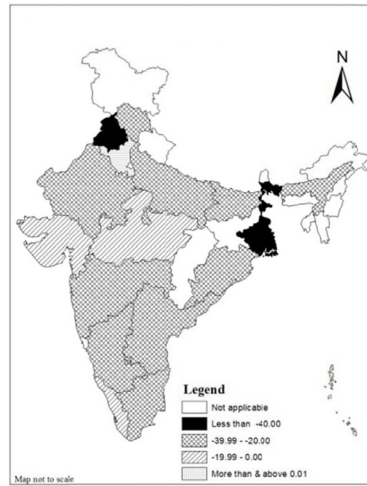 N
Legend
Not applicable
Less than -40.00
-39.99 - -20.00
-19.99 - 0.00
More than & above 0.01
Map not to scale